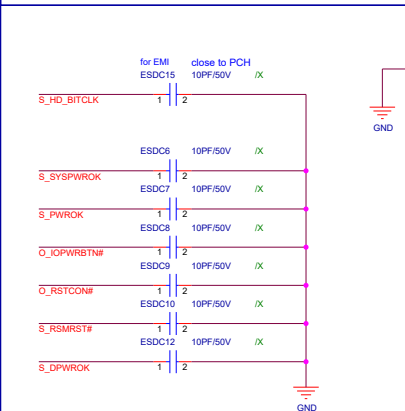 for EMI close to PCH
ESDC15 10PF/50V /X
S_HD_BITCLK 1 2
GND
ESDC6 10PF/50V /X
S_SYSPWROK 1 2
ESDC7 10PF/50V /X
S_PWROK 1 2
ESDC8 10PF/50V /X
O_IOPWRBTN# 1 2
ESDC9 10PF/50V /X
O_RSTCON# 1 2
ESDC10 10PF/50V /X
S_RSMRST# 1 2
ESDC12 10PF/50V /X
S_DPWROK 1 2
GND